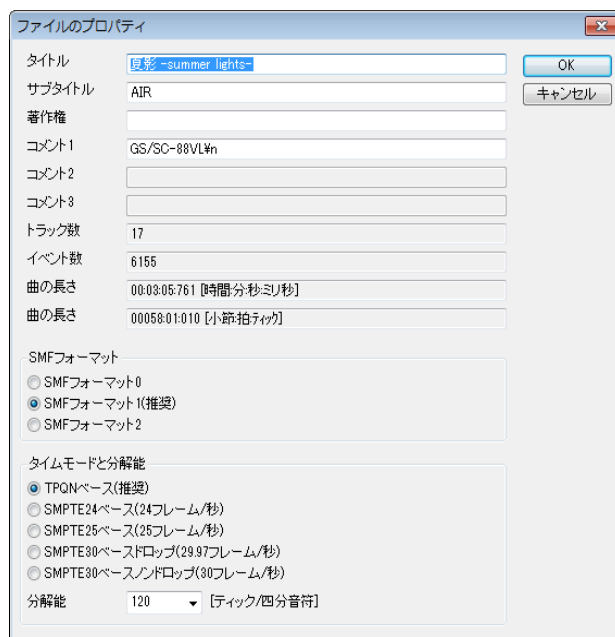 ファイルのプロパティ
タイトル 夏影 -summer lights- OK
サブタイトル AIR キャンセル
著作権
コメント1 GS/SC-88VL¥n
コメント2
コメント3
トラック数 17
イベント数 6155
曲の長さ 00:03:05:761 [時間:分:秒:ミリ秒]
曲の長さ 00058:01:010 [小節:拍:ティック]
SMFフォーマット
SMFフォーマット0
SMFフォーマット1(推奨)
SMFフォーマット2
タイムモードと分解能
TPQNベース(推奨)
SMPTE24ベース(24フレーム/秒)
SMPTE25ベース(25フレーム/秒)
SMPTE30ベースドロップ(29.97フレーム/秒)
SMPTE30ベースノンドロップ(30フレーム/秒)
分解能 120 [ティック/四分音符]